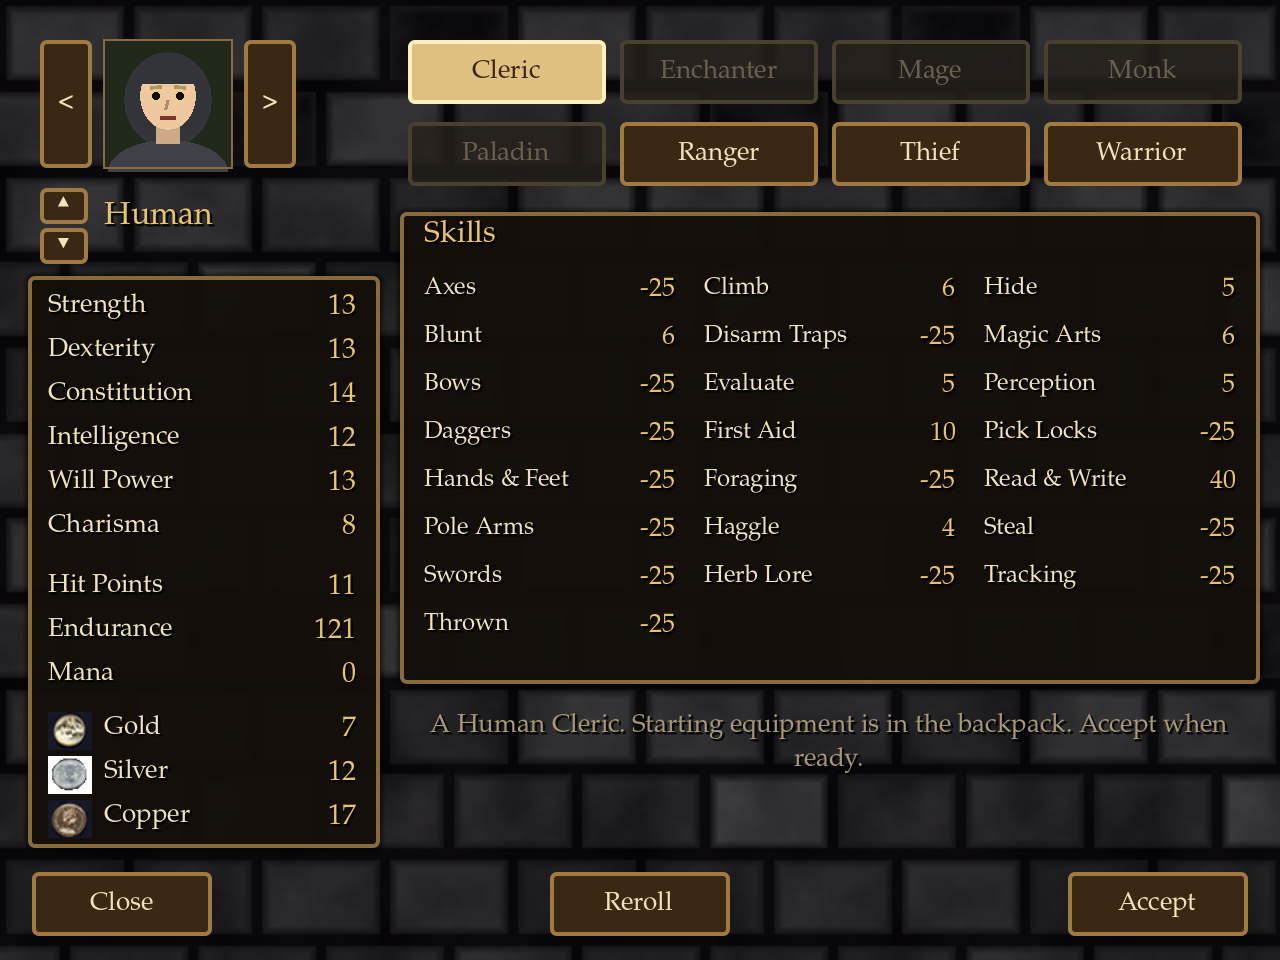 <
>
Cleric
Enchanter
Mage
Monk
Paladin
Ranger
Thief
Warrior
▲
▼
Human
Strength 13
Dexterity 13
Constitution 14
Intelligence 12
Will Power 13
Charisma 8
Hit Points 11
Endurance 121
Mana 0
Gold 7
Silver 12
Copper 17
Skills
Axes -25 Climb 6 Hide 5
Blunt 6 Disarm Traps -25 Magic Arts 6
Bows -25 Evaluate 5 Perception 5
Daggers -25 First Aid 10 Pick Locks -25
Hands & Feet -25 Foraging -25 Read & Write 40
Pole Arms -25 Haggle 4 Steal -25
Swords -25 Herb Lore -25 Tracking -25
Thrown -25
A Human Cleric. Starting equipment is in the backpack. Accept when
ready.
Close
Reroll
Accept